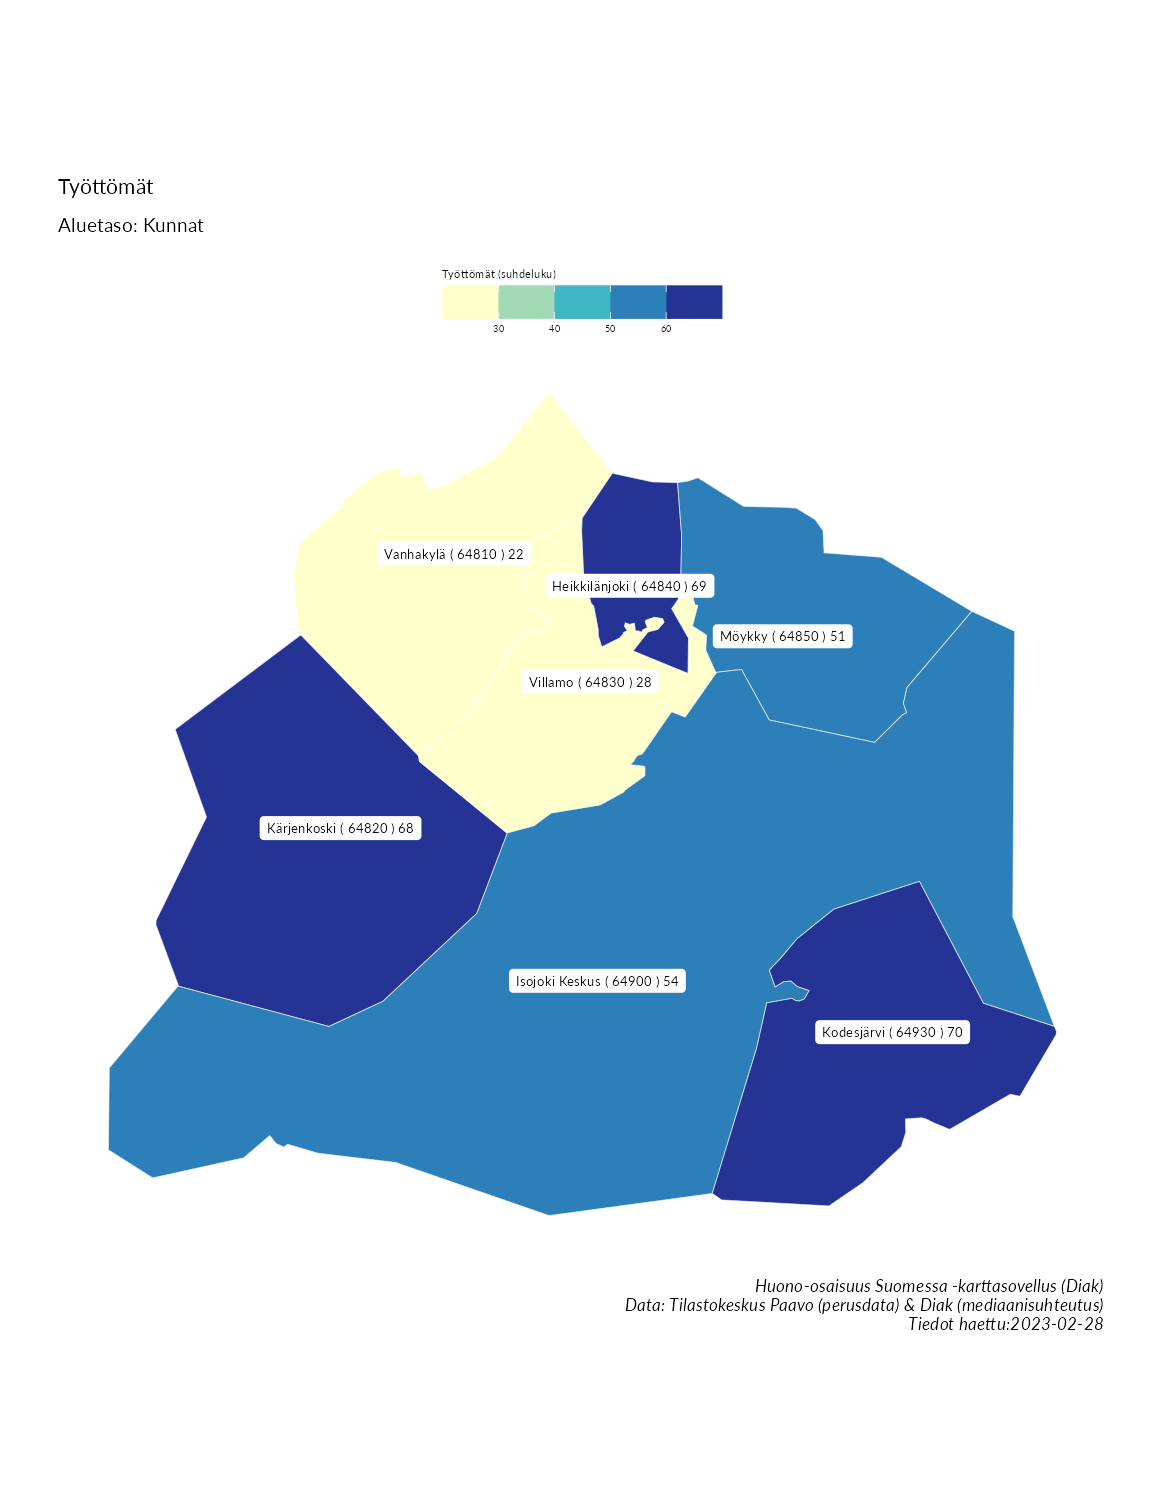 Työttömät
Aluetaso: Kunnat
Työttömät (suhdeluku)
30 40 50 60
Vanhakylä ( 64810 ) 22
Heikkilänjoki ( 64840 ) 69
Möykky ( 64850 ) 51
Villamo ( 64830 ) 28
Kärjenkoski ( 64820 ) 68
Isojoki Keskus ( 64900 ) 54
Kodesjärvi ( 64930 ) 70
Huono-osaisuus Suomessa -karttasovellus (Diak)
Data: Tilastokeskus Paavo (perusdata) & Diak (mediaanisuhteutus)
Tiedot haettu:2023-02-28